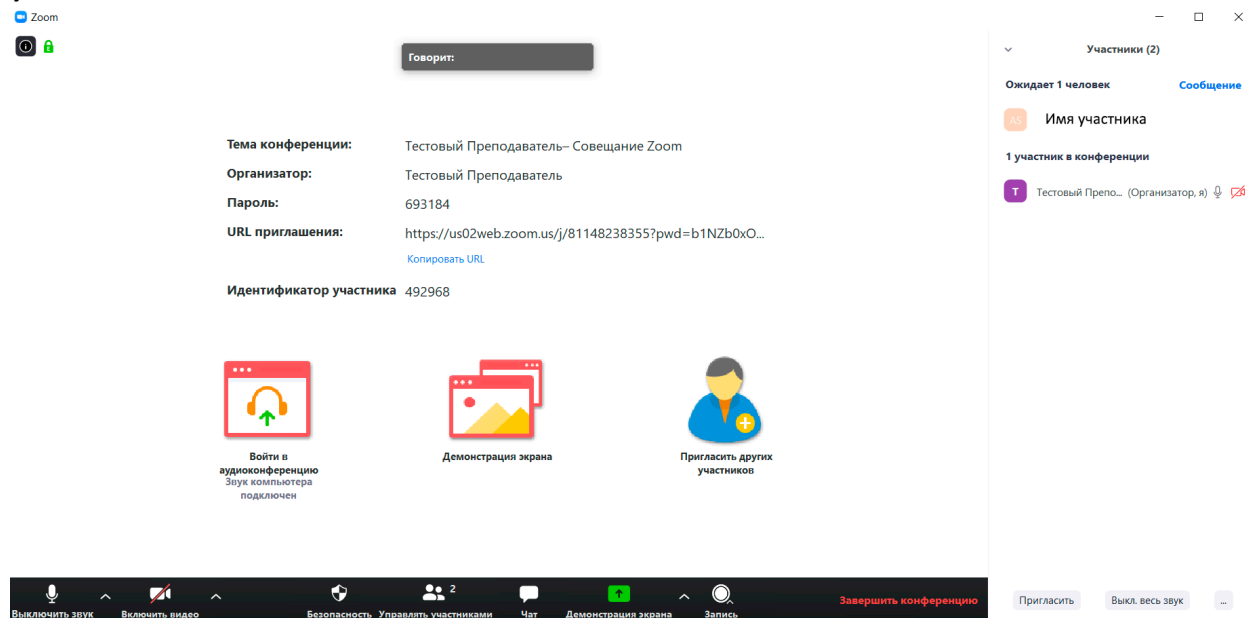 Zoom
Говорит:
Тема конференции: Тестовый Преподаватель– Совещание Zoom
Организатор: Тестовый Преподаватель
Пароль: 693184
URL приглашения: https://us02web.zoom.us/j/81148238355?pwd=b1NZb0xO...
Копировать URL
Идентификатор участника 492968
Войти в
аудиоконференцию
Звук компьютера
подключен
Демонстрация экрана
Пригласить других
участников
Участники (2)
Ожидает 1 человек Сообщение
AS Имя участника
1 участник в конференции
T Тестовый Препо... (Организатор, я)
Выключить звук Включить видео Безопасность Управлять участниками 2 Чат Демонстрация экрана Запись Завершить конференцию
Пригласить Выкл. весь звук ...